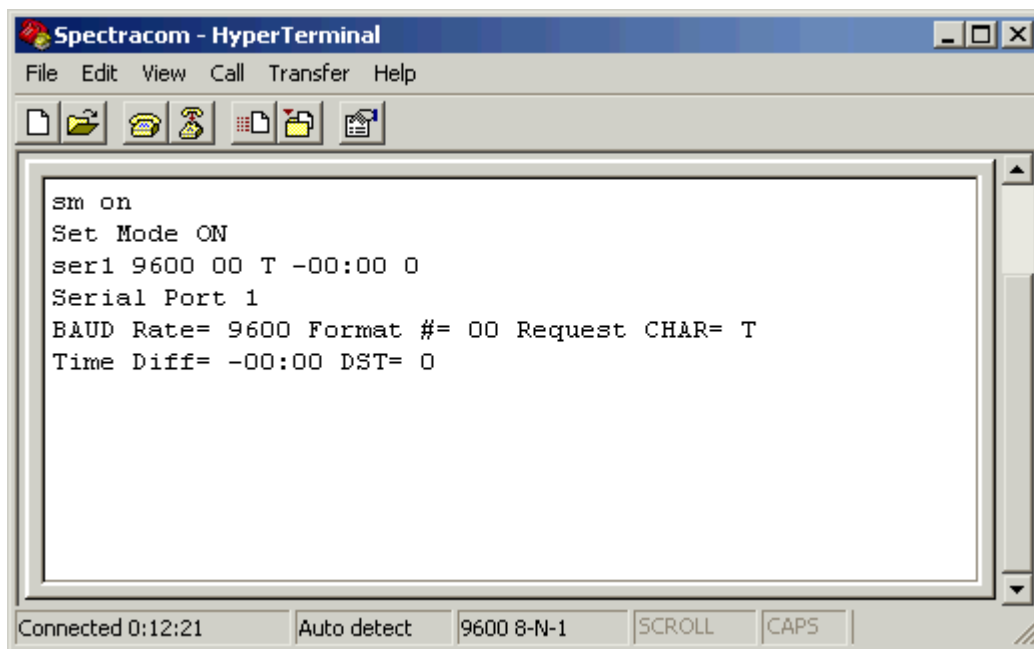 Spectracom - HyperTerminal
File Edit View Call Transfer Help
sm on
Set Mode ON
ser1 9600 00 T -00:00 0
Serial Port 1
BAUD Rate= 9600 Format #= 00 Request CHAR= T
Time Diff= -00:00 DST= 0
Connected 0:12:21 Auto detect 9600 8-N-1 SCROLL CAPS